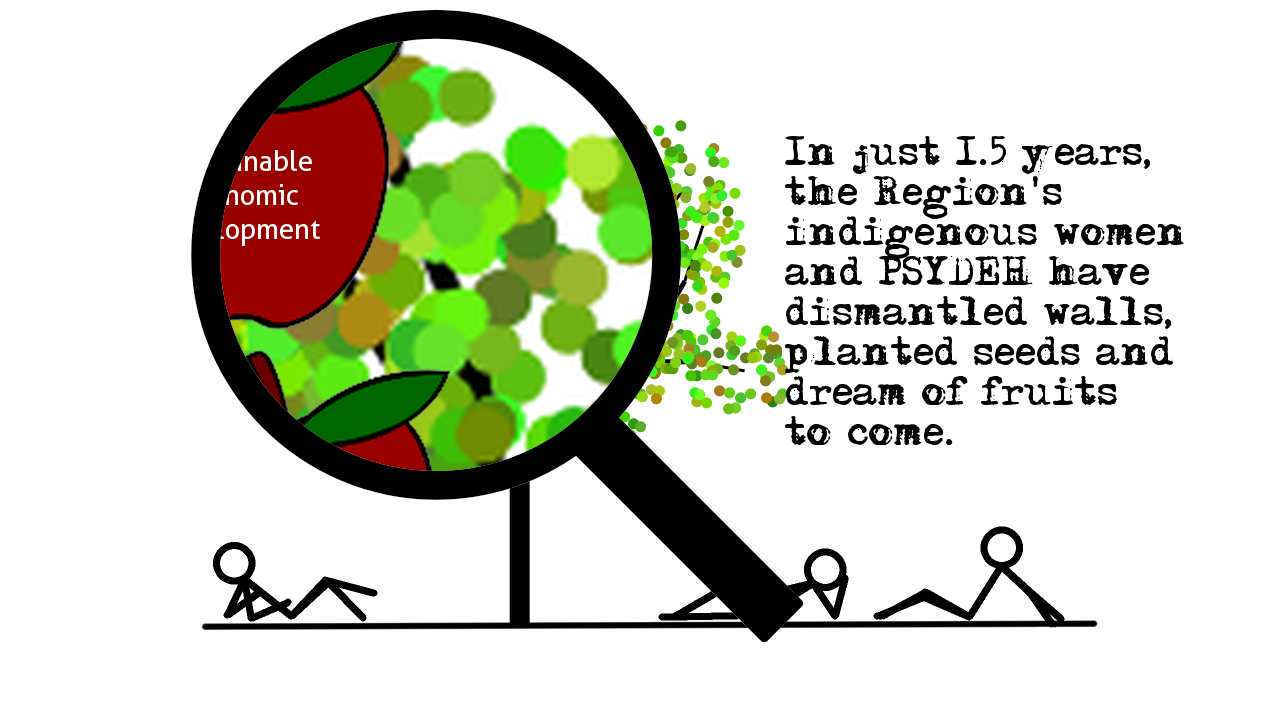 nable
nomic
lopment
In just 1.5 years,
the Region's
indigenous women
and PSYDEH have
dismantled walls,
planted seeds and
dream of fruits
to come.